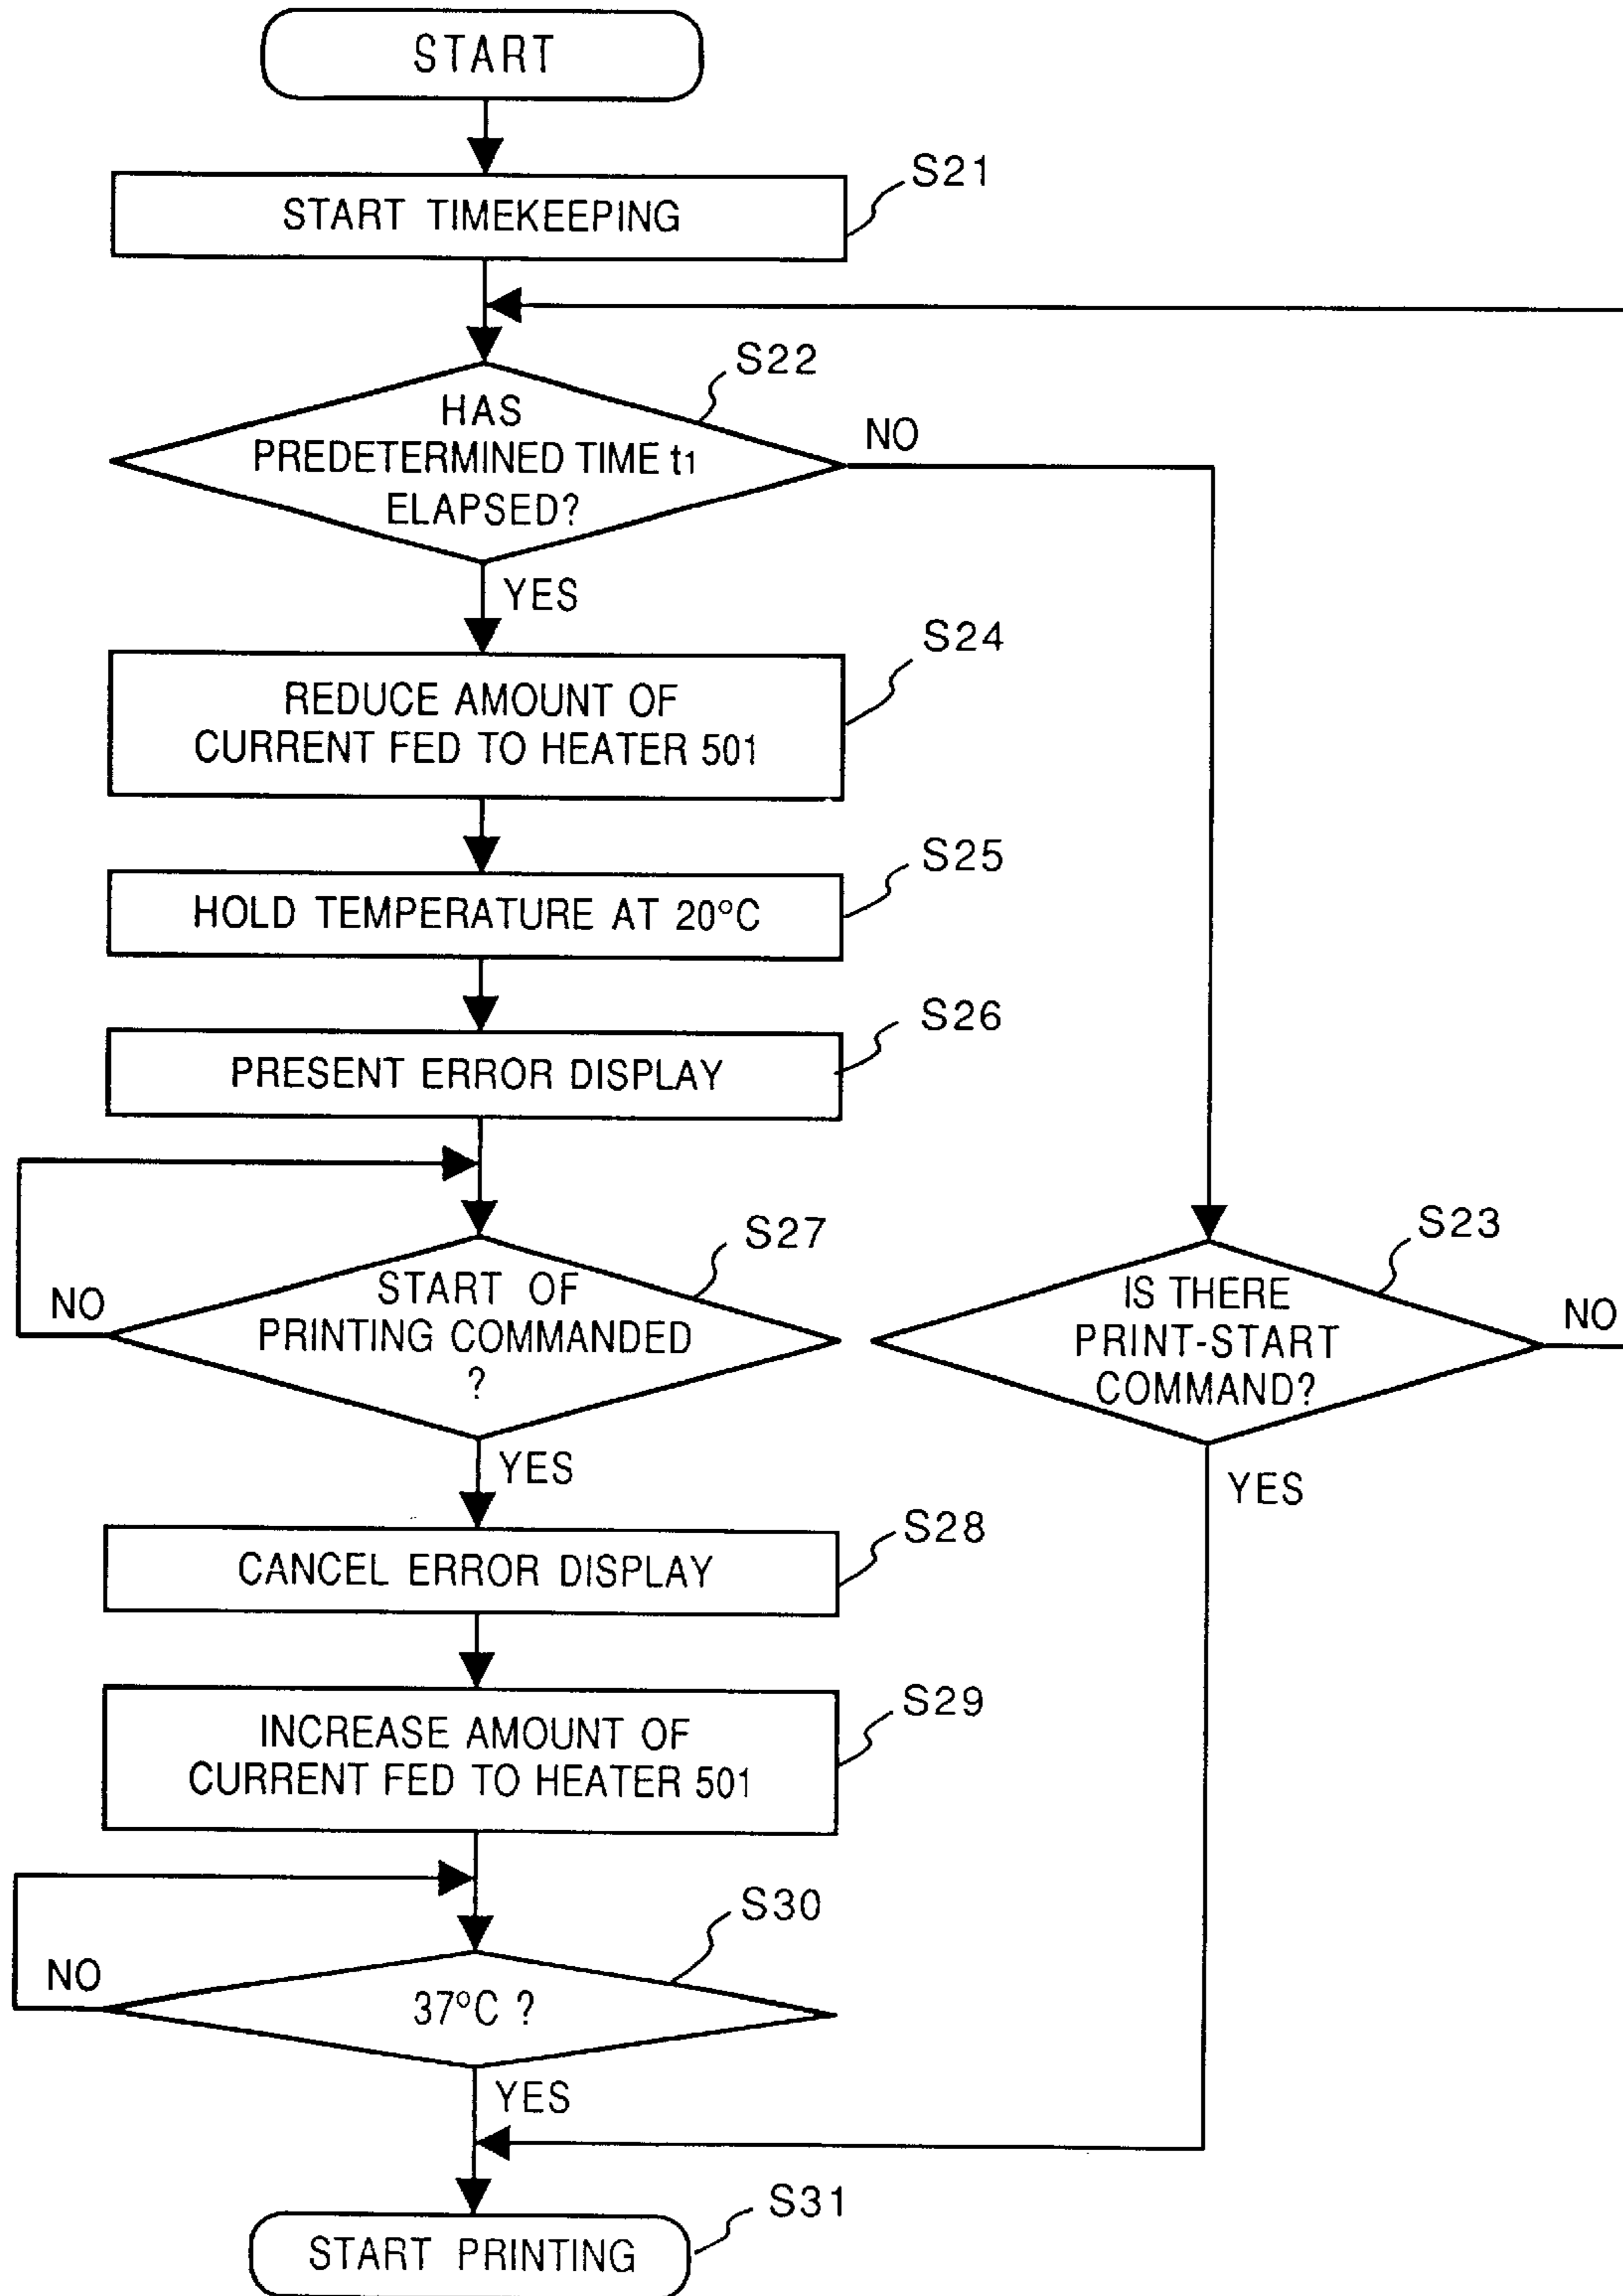 START
START TIMEKEEPING
S21
S22
HAS
PREDETERMINED TIME t1
ELAPSED?
NO
YES
S24
REDUCE AMOUNT OF
CURRENT FED TO HEATER 501
S25
HOLD TEMPERATURE AT 20°C
S26
PRESENT ERROR DISPLAY
S27
START OF
PRINTING COMMANDED
?
NO
YES
S23
IS THERE
PRINT-START
COMMAND?
NO
YES
S28
CANCEL ERROR DISPLAY
S29
INCREASE AMOUNT OF
CURRENT FED TO HEATER 501
S30
37°C ?
NO
YES
S31
START PRINTING